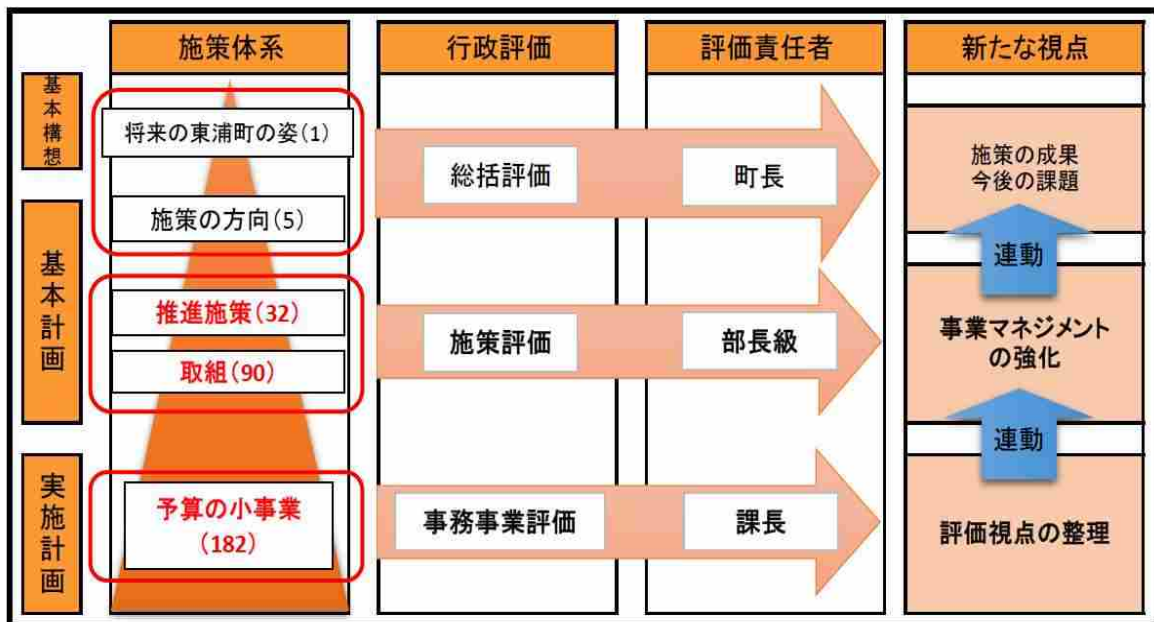 施策体系
行政評価
評価責任者
新たな視点
基本構想
将来の東浦町の姿(1)
施策の方向(5)
総括評価
町長
施策の成果
今後の課題
連動
基本計画
推進施策(32)
取組(90)
施策評価
部長級
事業マネジメント
の強化
連動
実施計画
予算の小事業
(182)
事務事業評価
課長
評価視点の整理